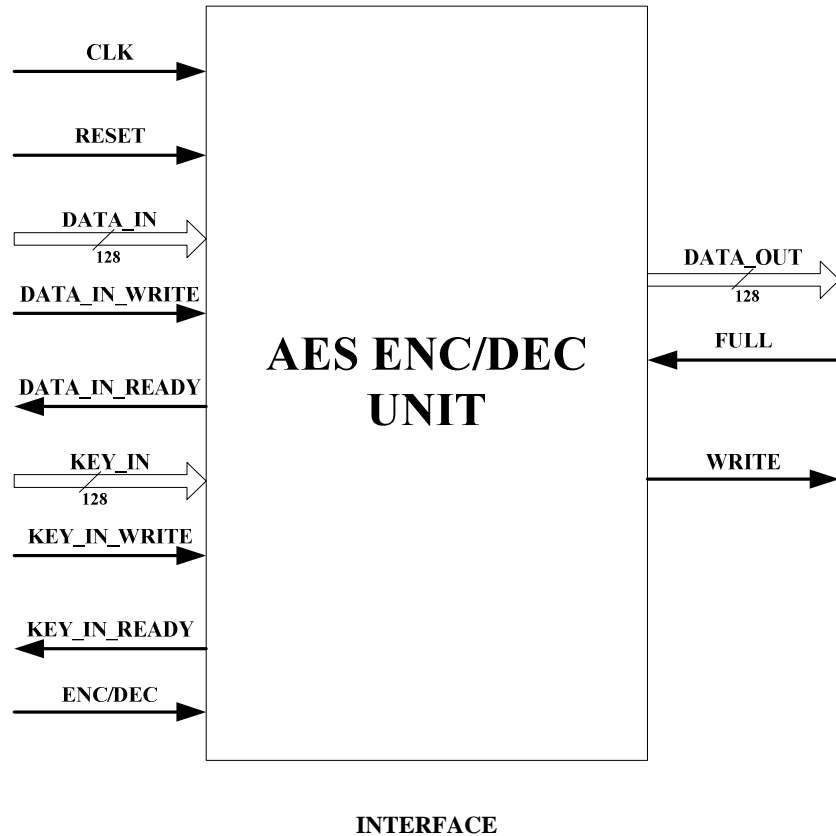 CLK
RESET
DATA_IN
128
DATA_IN_WRITE
DATA_IN_READY
KEY_IN
128
KEY_IN_WRITE
KEY_IN_READY
ENC/DEC
AES ENC/DEC
UNIT
DATA_OUT
128
FULL
WRITE
INTERFACE